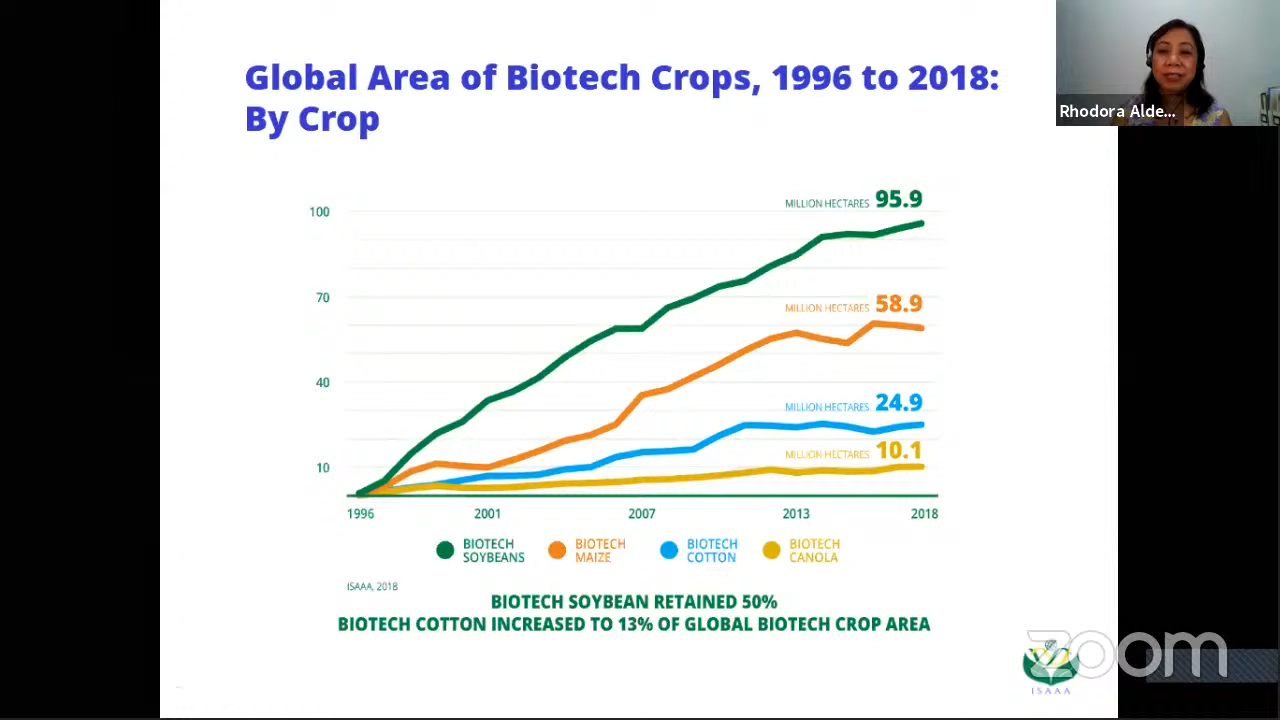 Global Area of Biotech Crops, 1996 to 2018:
By Crop
Rhodora Alde...
MILLION HECTARES 95.9
100
70
MILLION HECTARES 58.9
40
MILLION HECTARES 24.9
MILLION HECTARES 10.1
10
1996 2001 2007 2013 2018
BIOTECH
SOYBEANS
BIOTECH
MAIZE
BIOTECH
COTTON
BIOTECH
CANOLA
ISAAA, 2018
BIOTECH SOYBEAN RETAINED 50%
BIOTECH COTTON INCREASED TO 13% OF GLOBAL BIOTECH CROP AREA
zoom
ISAAA